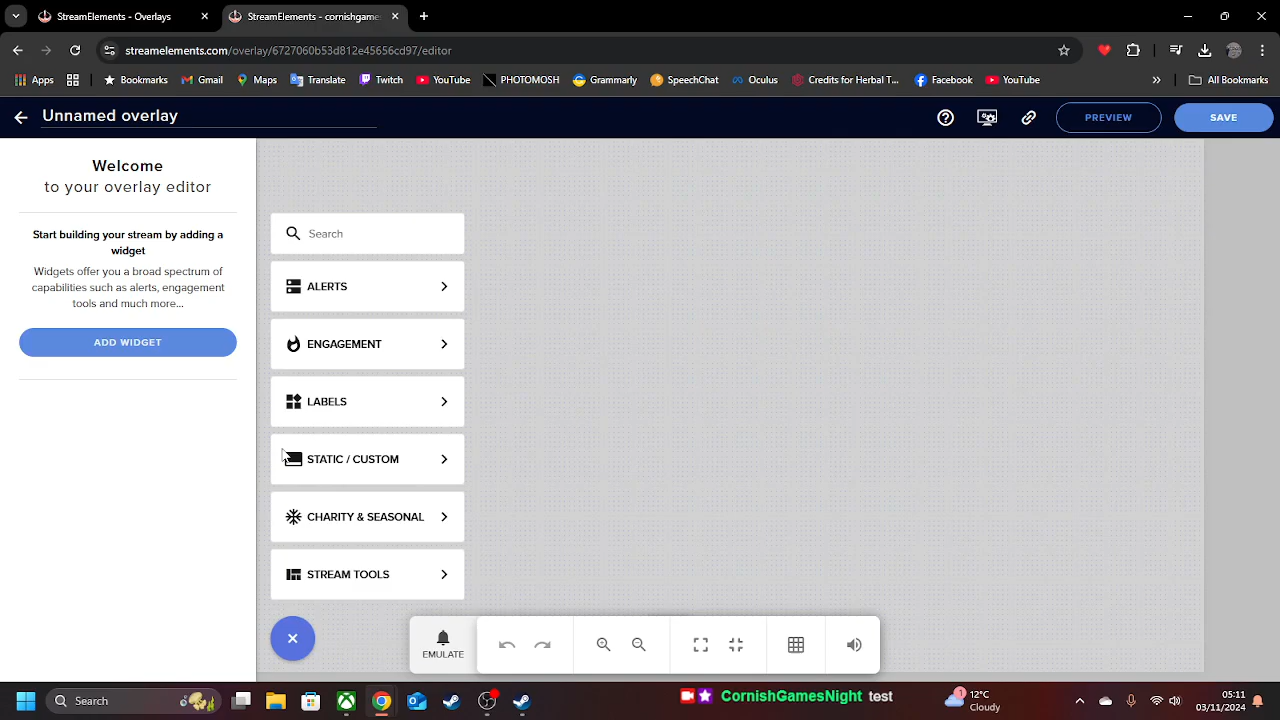 StreamElements - Overlays
StreamElements - cornishgame
streamelements.com/overlay/6727060b53d812e45656cd97/editor
Apps
Bookmarks
Gmail
Maps
Translate
Twitch
YouTube
PHOTOMOSH
Grammarly
SpeechChat
Oculus
Credits for Herbal T...
Facebook
YouTube
All Bookmarks
Unnamed overlay
PREVIEW
SAVE
Welcome
to your overlay editor
Start building your stream by adding a
widget
Widgets offer you a broad spectrum of
capabilities such as alerts, engagement
tools and much more...
ADD WIDGET
Search
ALERTS
ENGAGEMENT
LABELS
STATIC / CUSTOM
CHARITY & SEASONAL
STREAM TOOLS
EMULATE
Search
CornishGamesNight test
1
12°C
Cloudy
05:11
03/11/2024